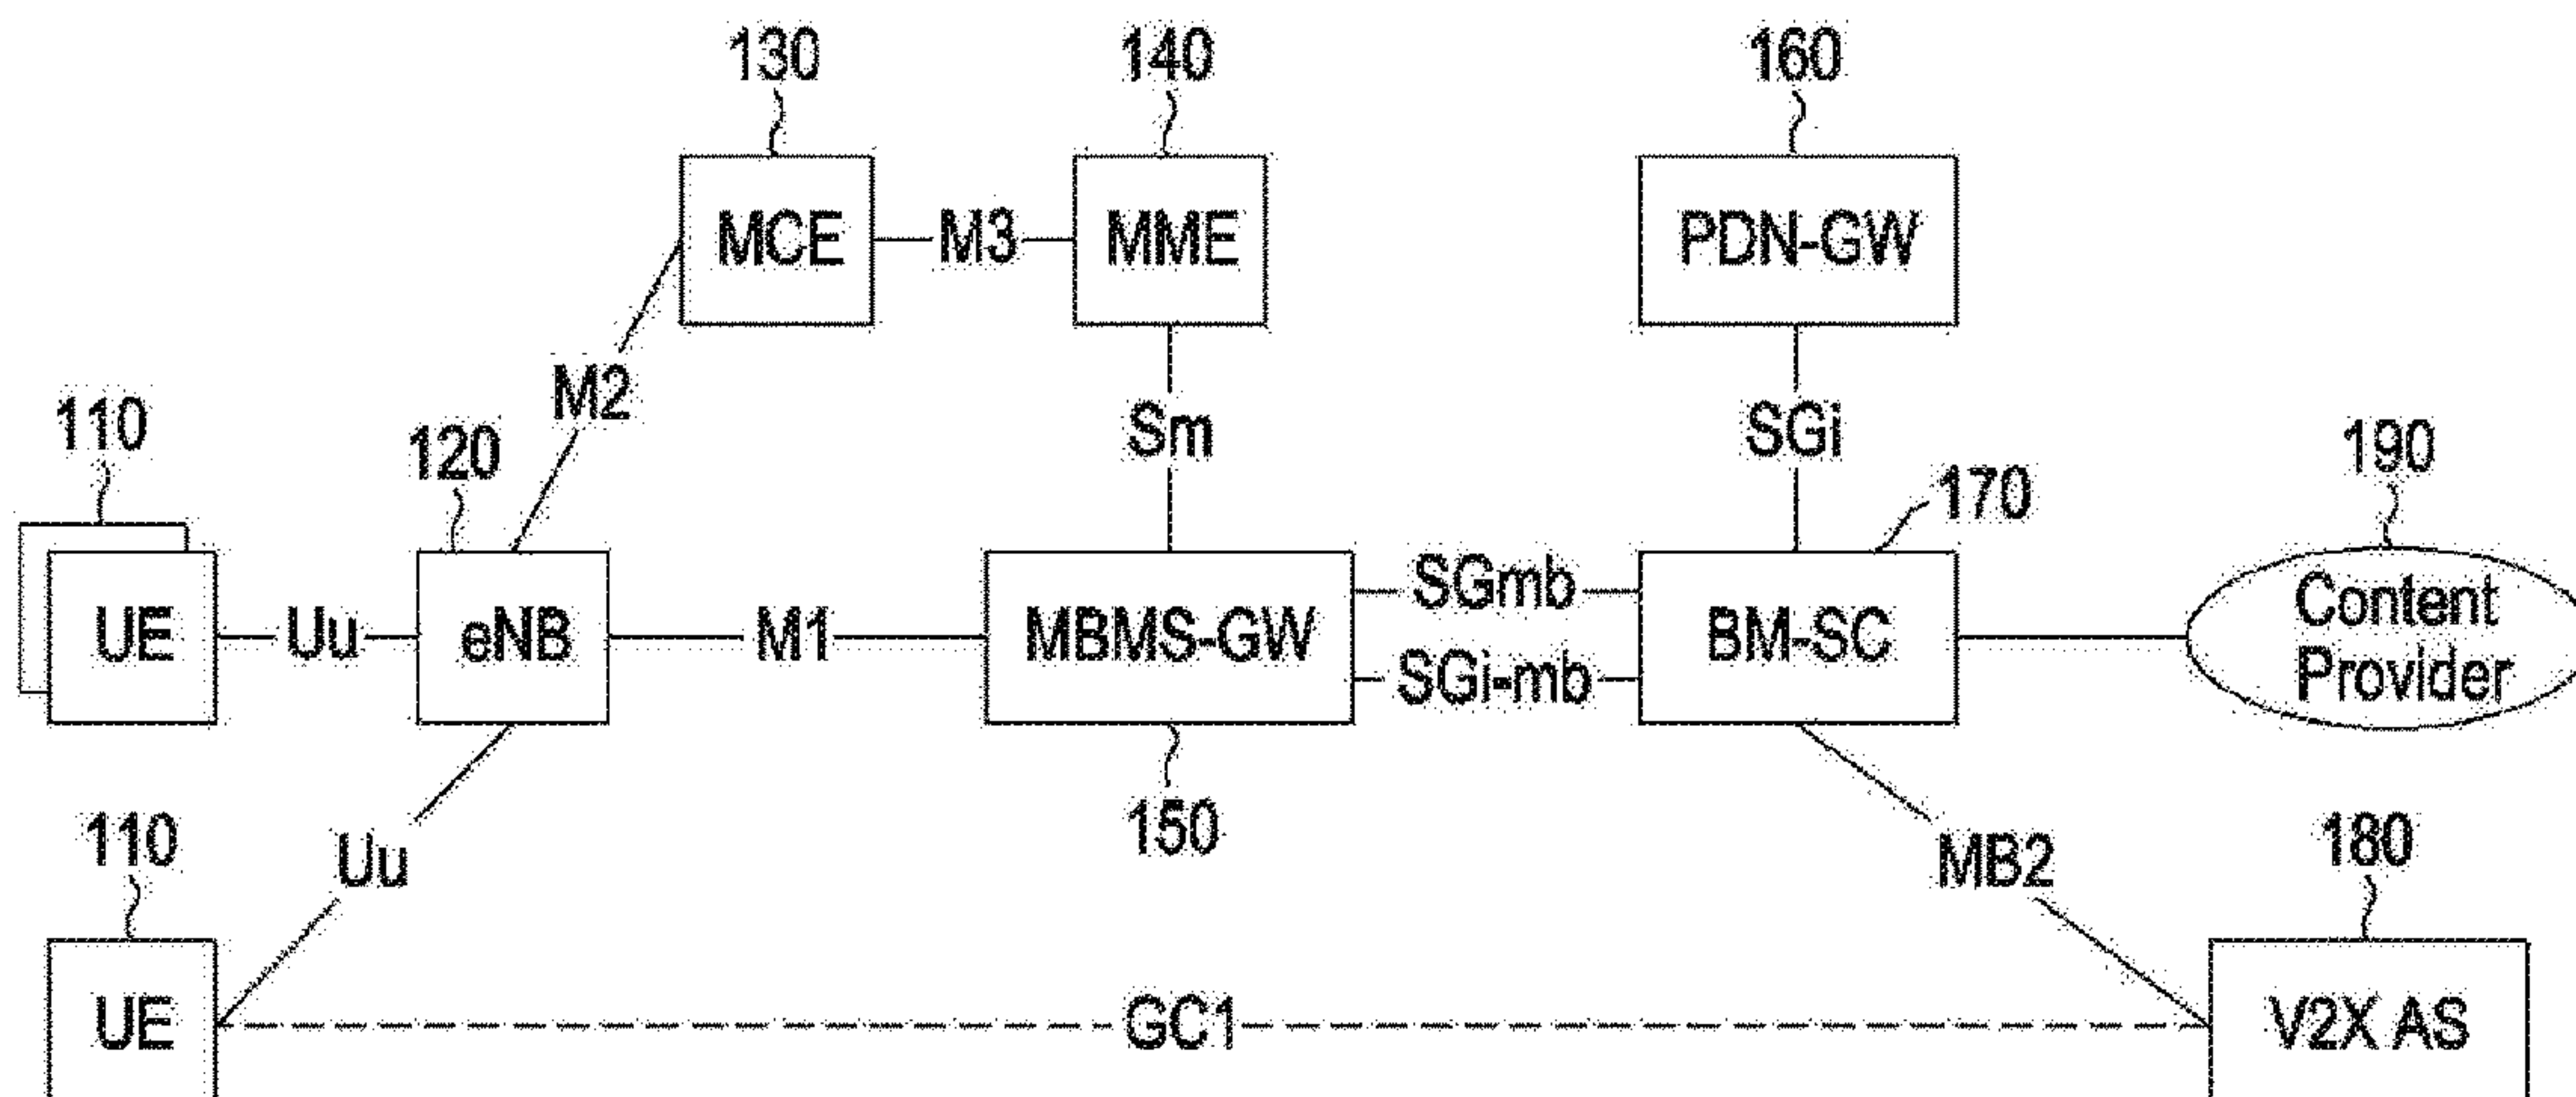 130
140
160
MCE
M3
MME
PDN-GW
M2
110
120
Sm
SGi
190
170
UE
Uu
eNB
M1
MBMS-GW
SGmb
SGi-mb
BM-SC
Content
Provider
150
110
Uu
MB2
180
UE
GC1
V2X AS